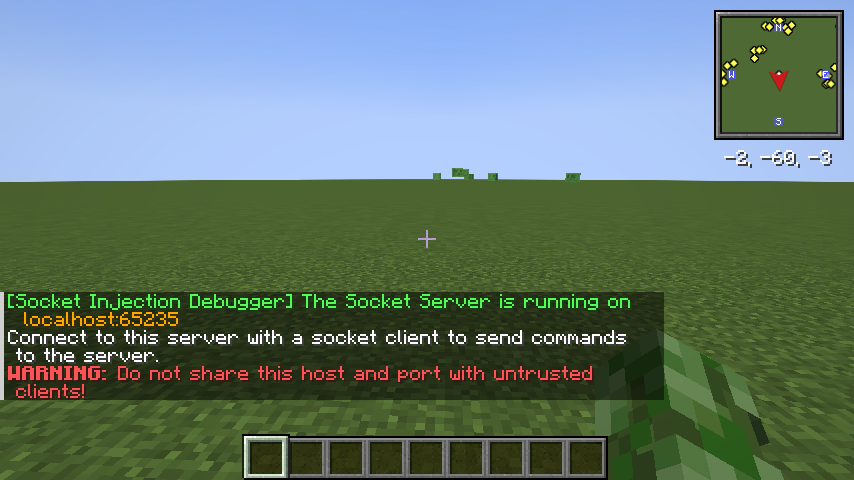 N
W
E
S
-2, -60, -3
[Socket Injection Debugger] The Socket Server is running on
localhost:65235
Connect to this server with a socket client to send commands
to the server.
WARNING: Do not share this host and port with untrusted
clients!